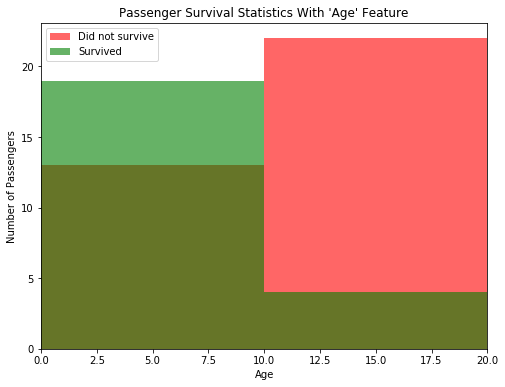 Passenger Survival Statistics With 'Age' Feature
Did not survive
Survived
Number of Passengers
20
15
10
5
0
0.0 2.5 5.0 7.5 10.0 12.5 15.0 17.5 20.0
Age